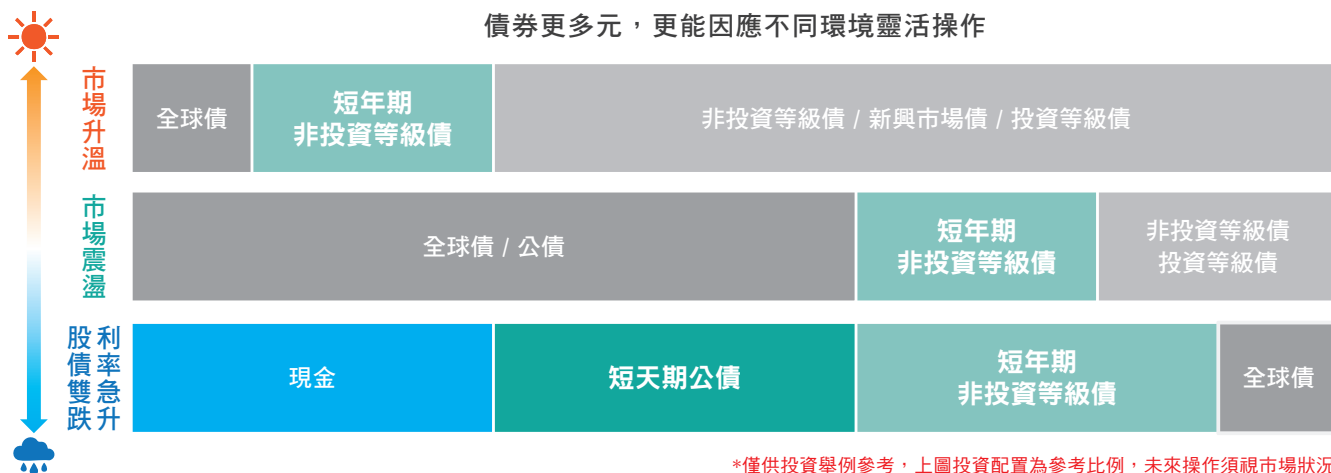 債券更多元，更能因應不同環境靈活操作
市場升溫
全球債
短年期
非投資等級債
非投資等級債 / 新興市場債 / 投資等級債
市場震盪
全球債 / 公債
短年期
非投資等級債
非投資等級債
投資等級債
利率急升
股債雙跌
現金
短天期公債
短年期
非投資等級債
全球債
*僅供投資舉例參考，上圖投資配置為參考比例，未來操作須視市場狀況